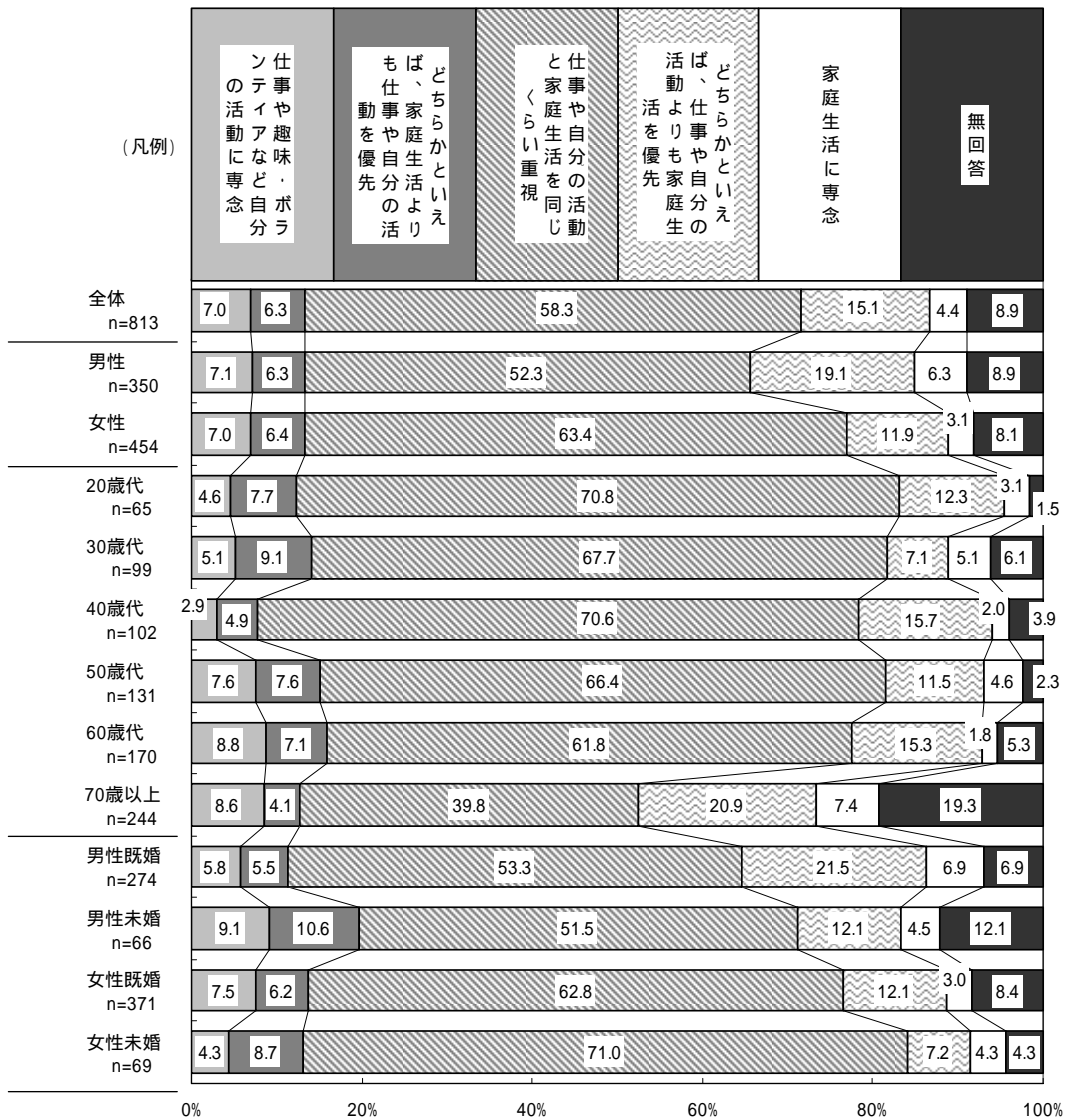 (凡例)
仕事や趣味・ボラ
ンティアなど自分
の活動に専念
どちらかといえ
ば、家庭生活より
も仕事や自分の活
動を優先
仕事や自分の活動
と家庭生活を同じ
くらい重視
どちらかといえ
ば、仕事や自分の
活動よりも家庭生
活を優先
家庭生活に専念
無回答
全体
n=813
7.0 6.3 58.3 15.1 4.4 8.9
男性
n=350
7.1 6.3 52.3 19.1 6.3 8.9
女性
n=454
7.0 6.4 63.4 11.9 3.1 8.1
20歳代
n=65
4.6 7.7 70.8 12.3 3.1 1.5
30歳代
n=99
5.1 9.1 67.7 7.1 5.1 6.1
40歳代
n=102
2.9 4.9 70.6 15.7 2.0 3.9
50歳代
n=131
7.6 7.6 66.4 11.5 4.6 2.3
60歳代
n=170
8.8 7.1 61.8 15.3 1.8 5.3
70歳以上
n=244
8.6 4.1 39.8 20.9 7.4 19.3
男性既婚
n=274
5.8 5.5 53.3 21.5 6.9 6.9
男性未婚
n=66
9.1 10.6 51.5 12.1 4.5 12.1
女性既婚
n=371
7.5 6.2 62.8 12.1 3.0 8.4
女性未婚
n=69
4.3 8.7 71.0 7.2 4.3 4.3
0% 20% 40% 60% 80% 100%